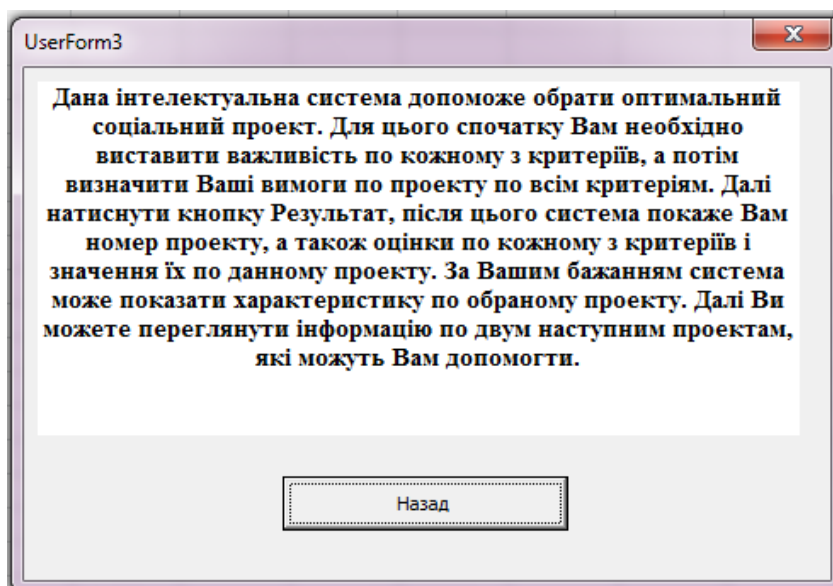 UserForm3
Дана інтелектуальна система допоможе обрати оптимальний
соціальний проект. Для цього спочатку Вам необхідно
виставити важливість по кожному з критеріїв, а потім
визначити Ваші вимоги по проекту по всім критеріям. Далі
натиснути кнопку Результат, після цього система покаже Вам
номер проекту, а також оцінки по кожному з критеріїв і
значення їх по данному проекту. За Вашим бажанням система
може показати характеристику по обраному проекту. Далі Ви
можете переглянути інформацію по двум наступним проектам,
які можуть Вам допомогти.
Назад